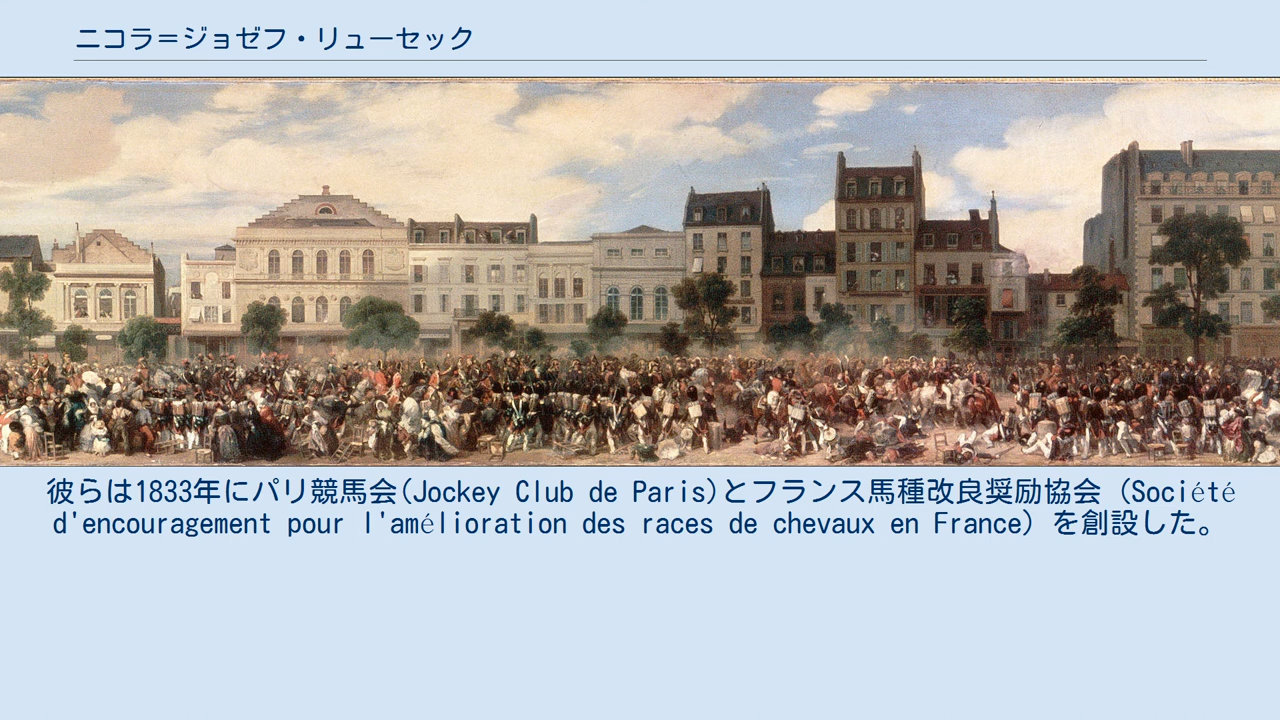 ニコラ＝ジョゼフ・リューセック
彼らは1833年にパリ競馬会(Jockey Club de Paris)とフランス馬種改良奨励協会（Société
d'encouragement pour l'amélioration des races de chevaux en France）を創設した。